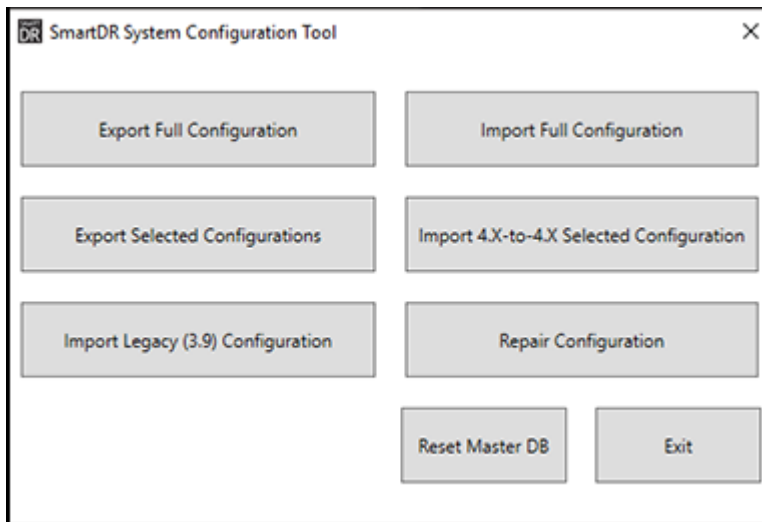 DR SmartDR System Configuration Tool
Export Full Configuration
Import Full Configuration
Export Selected Configurations
Import 4.X-to-4.X Selected Configuration
Import Legacy (3.9) Configuration
Repair Configuration
Reset Master DB
Exit